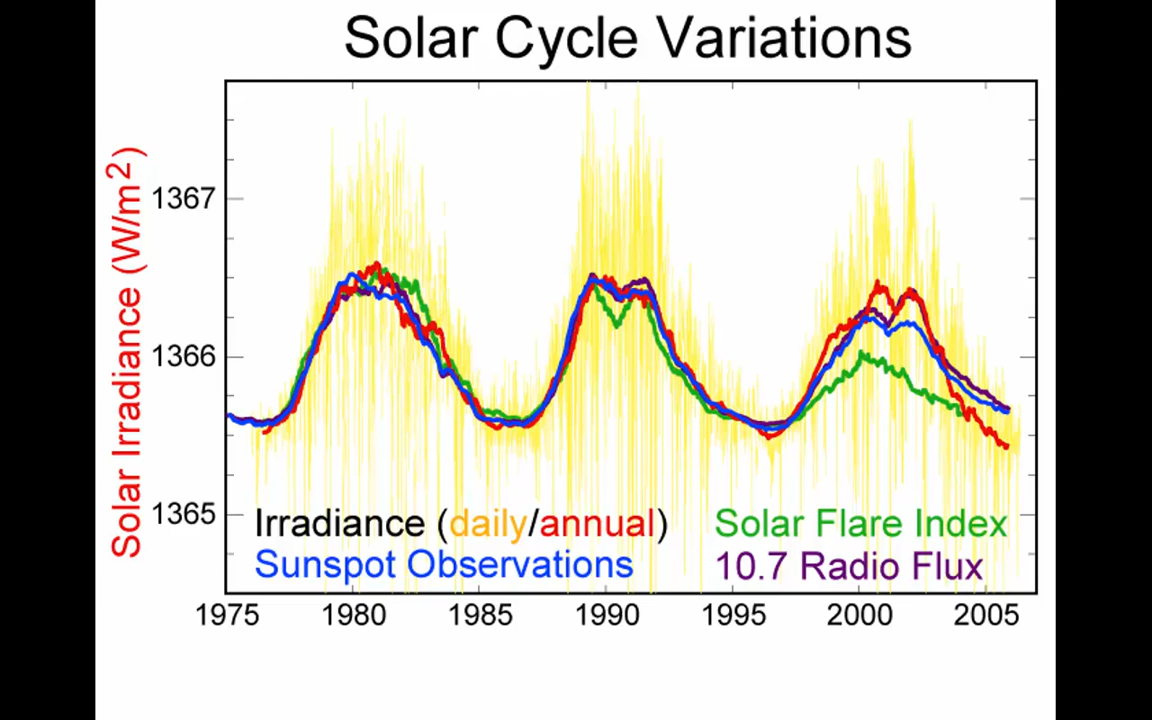 Solar Cycle Variations
Solar Irradiance (W/m²)
1367
1366
1365
Irradiance (daily/annual)
Sunspot Observations
Solar Flare Index
10.7 Radio Flux
1975 1980 1985 1990 1995 2000 2005